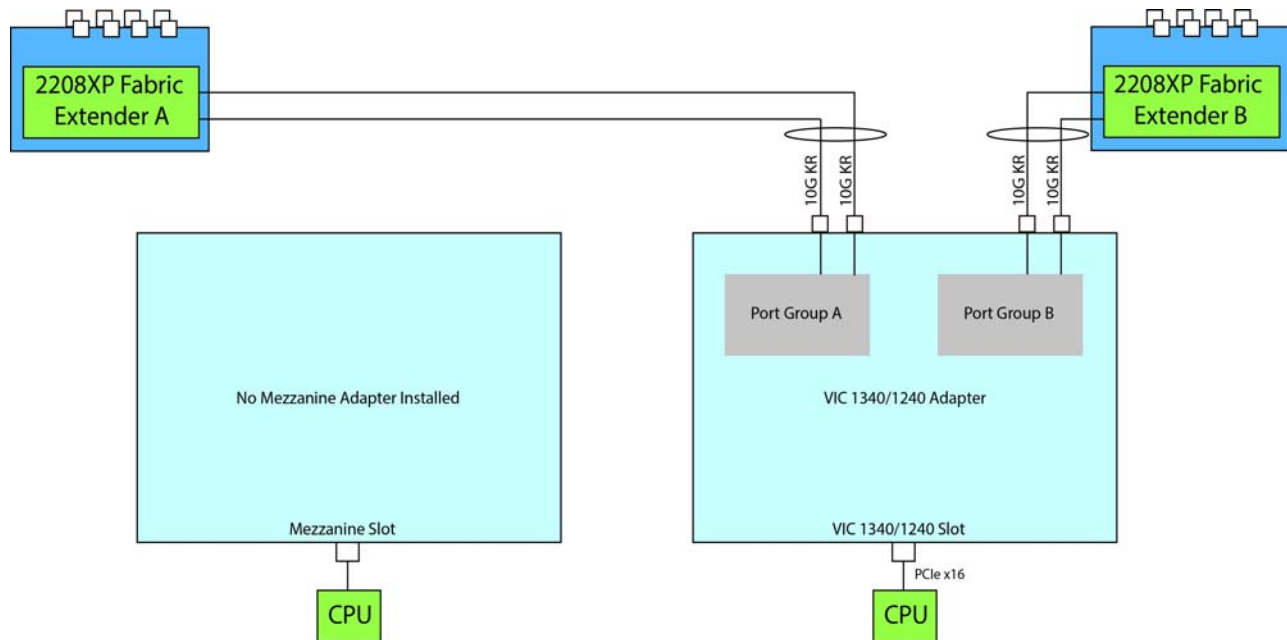 2208XP Fabric
Extender A
2208XP Fabric
Extender B
10G KR
10G KR
10G KR
10G KR
Port Group A
Port Group B
No Mezzanine Adapter Installed
VIC 1340/1240 Adapter
Mezzanine Slot
VIC 1340/1240 Slot
PCIe x16
CPU
CPU